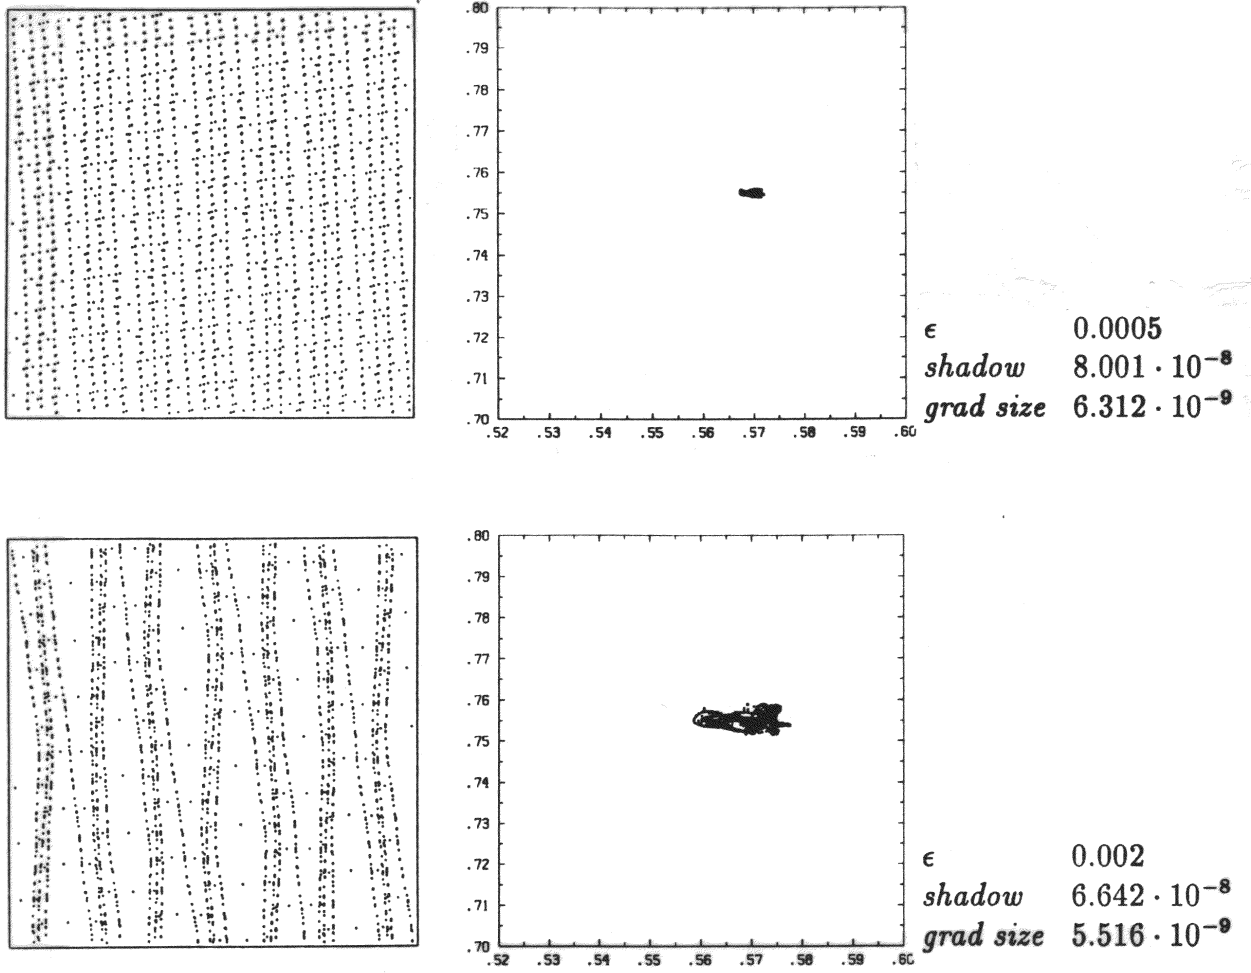 .80
.79
.78
.77
.76
.75
.74
.73
.72
.71
.70
.52 .53 .54 .55 .56 .57 .58 .59 .60
ϵ 0.0005
shadow 8.001 · 10⁻⁸
grad size 6.312 · 10⁻⁹
.80
.79
.78
.77
.76
.75
.74
.73
.72
.71
.70
.52 .53 .54 .55 .56 .57 .58 .59 .60
ϵ 0.002
shadow 6.642 · 10⁻⁸
grad size 5.516 · 10⁻⁹